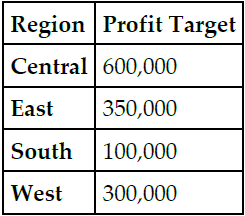 Region Profit Target
Central 600,000
East 350,000
South 100,000
West 300,000